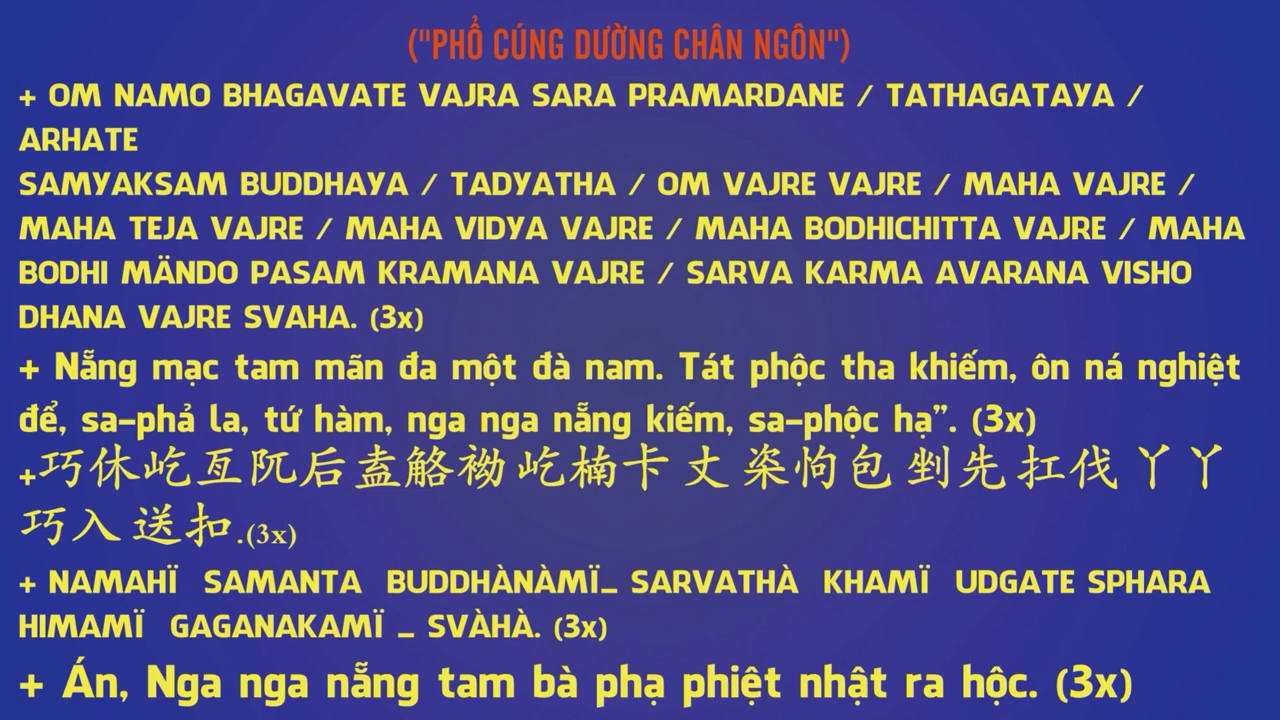 ("PHỔ CÚNG DƯỜNG CHÂN NGÔN")
+ OM NAMO BHAGAVATE VAJRA SARA PRAMARDANE / TATHAGATAYA /
ARHATE
SAMYAKSAM BUDDHAYA / TADYATHA / OM VAJRE VAJRE / MAHA VAJRE /
MAHA TEJA VAJRE / MAHA VIDYA VAJRE / MAHA BODHICHITTA VAJRE / MAHA
BODHI MÄNDO PASAM KRAMANA VAJRE / SARVA KARMA AVARANA VISHO
DHANA VAJRE SVAHA. (3x)
+ Nẵng mạc tam mãn đa một đà nam. Tát phộc tha khiếm, ôn ná nghiệt
để, sa-phả la, tứ hàm, nga nga nẵng kiếm, sa-phộc hạ”. (3x)
+巧休屹亙阢后盍觡袎屹楠卡丈栥怐包剉先扛伐丫丫
巧入送扣.(3x)
+ NAMAHÏ SAMANTA BUDDHÀNÀMÏ_ SARVATHÀ KHAMÏ UDGATE SPHARA
HIMAMÏ GAGANAKAMÏ _ SVÀHÀ. (3x)
+ Án, Nga nga nẵng tam bà phạ phiệt nhật ra hộc. (3x)